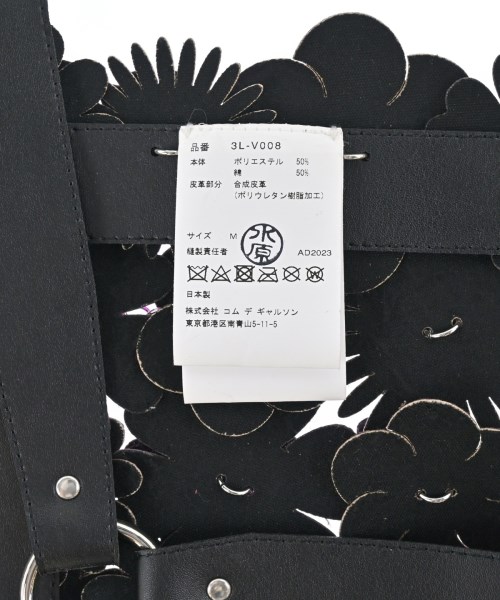 品番 3L-V008
本体 ポリエステル 50%
綿 50%
皮革部分 合成皮革
(ポリウレタン樹脂加工)
サイズ M
水原
縫製責任者 AD2023
日本製
株式会社 コム デ ギャルソン
東京都港区南青山5-11-5